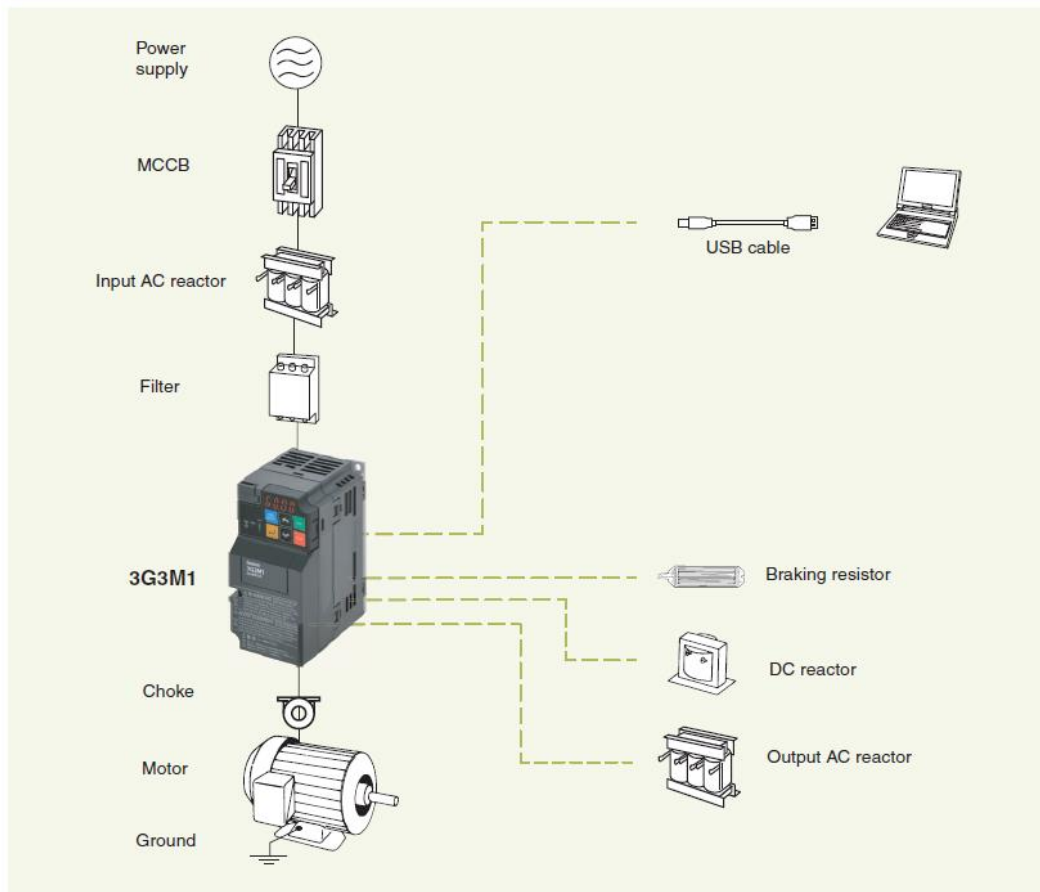 Power
supply
MCCB
USB cable
Input AC reactor
Filter
3G3M1
3G3M1
Braking resistor
DC reactor
Choke
Output AC reactor
Motor
Ground